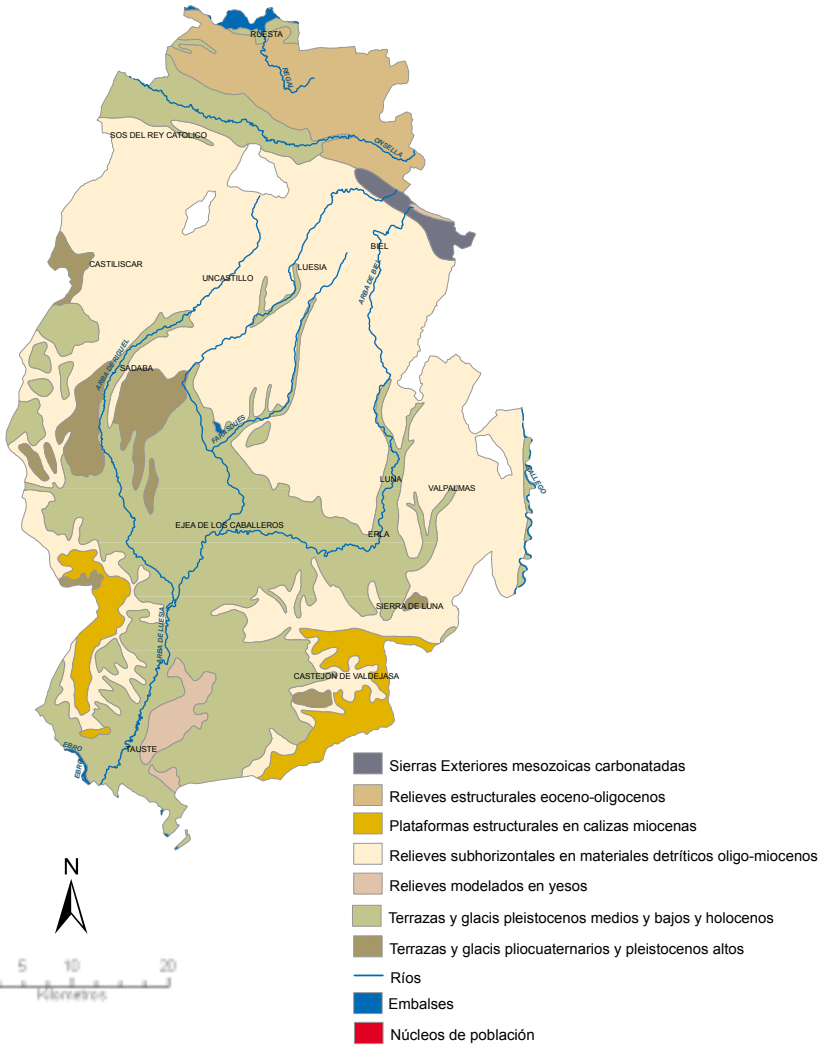 RUESTA
REGAL
SOS DEL REY CATOLICO
ONSELLA
BIEL
CASTILISCAR
UNCASTILLO
LUESIA
ARBA DE BIEL
ARBA DE RIGUEL
SADABA
FARASQUES
LUNA
VALPALMAS
GALLEGO
EJEA DE LOS CABALLEROS
ERLA
SIERRA DE LUNA
ARBA DE LUESIA
CASTEJON DE VALDEJASA
EBRO
EBRO
TAUSTE
Sierras Exteriores mesozoicas carbonatadas
Relieves estructurales eoceno-oligocenos
Plataformas estructurales en calizas miocenas
Relieves subhorizontales en materiales detríticos oligo-miocenos
Relieves modelados en yesos
Terrazas y glacis pleistocenos medios y bajos y holocenos
Terrazas y glacis pliocuaternarios y pleistocenos altos
Ríos
Embalses
Núcleos de población
N
5 10 20
Kilómetros